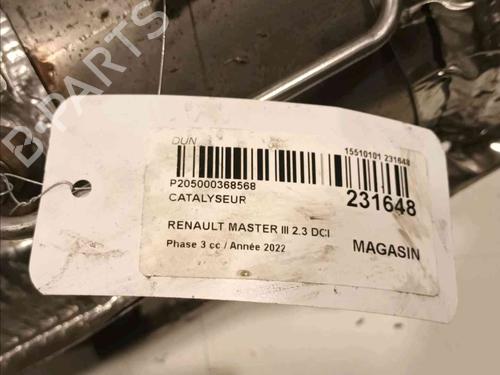 B-PARTS
DUN
15510101 231648
P205000368568
CATALYSEUR
231648
RENAULT MASTER III 2.3 DCI
Phase 3 cc / Année 2022
MAGASIN